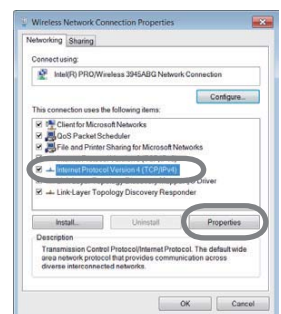 Wireless Network Connection Properties
Networking Sharing
Connect using:
Intel(R) PRO/Wireless 3945ABG Network Connection
Configure...
This connection uses the following items:
Client for Microsoft Networks
QoS Packet Scheduler
File and Printer Sharing for Microsoft Networks
Internet Protocol Version 4 (TCP/IPv4)
Driver
Link-Layer Topology Discovery Responder
Install... Uninstall Properties
Description
Transmission Control Protocol/Internet Protocol. The default wide
area network protocol that provides communication across
diverse interconnected networks.
OK Cancel